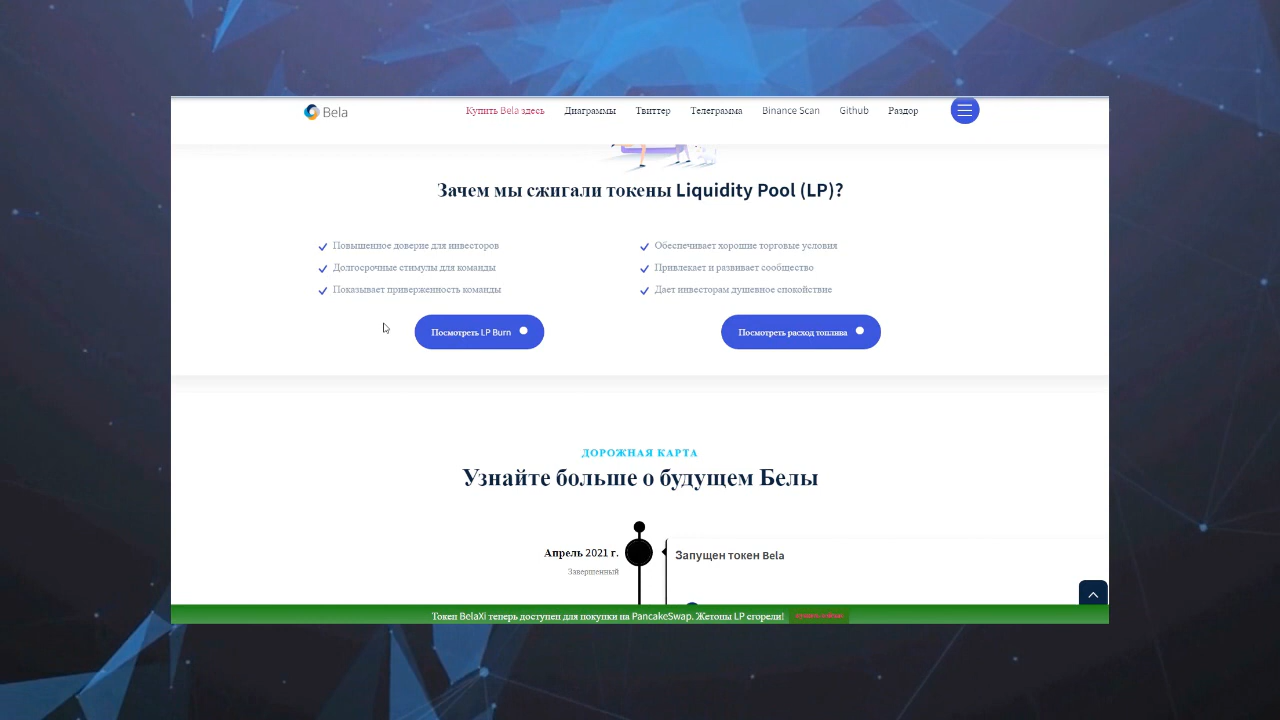 Bela
Купить Bela здесь
Диаграммы
Твиттер
Телеграмма
Binance Scan
Github
Раздор
Зачем мы сжигали токены Liquidity Pool (LP)?
Повышенное доверие для инвесторов
Долгосрочные стимулы для команды
Показывает приверженность команды
Обеспечивает хорошие торговые условия
Привлекает и развивает сообщество
Дает инвесторам душевное спокойствие
Посмотреть LP Burn
Посмотреть расход топлива
ДОРОЖНАЯ КАРТА
Узнайте больше о будущем Белы
Апрель 2021 г.
Завершенный
Запущен токен Bela
Токен BelaXi теперь доступен для покупки на PancakeSwap. Жетоны LP сгорели!